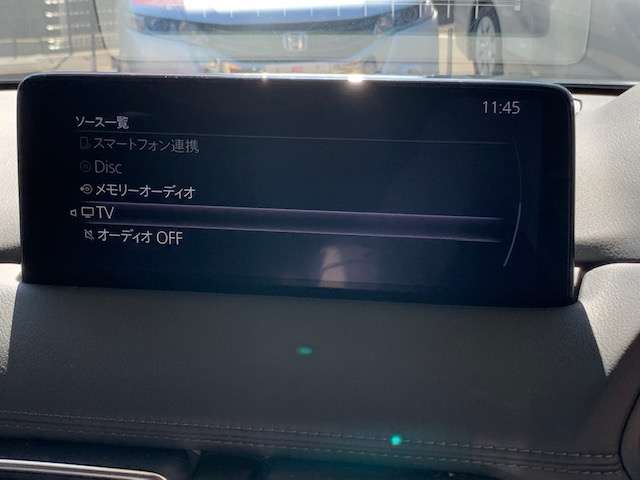 11:45
ソース一覧
スマートフォン連携
Disc
メモリーオーディオ
TV
オーディオ OFF